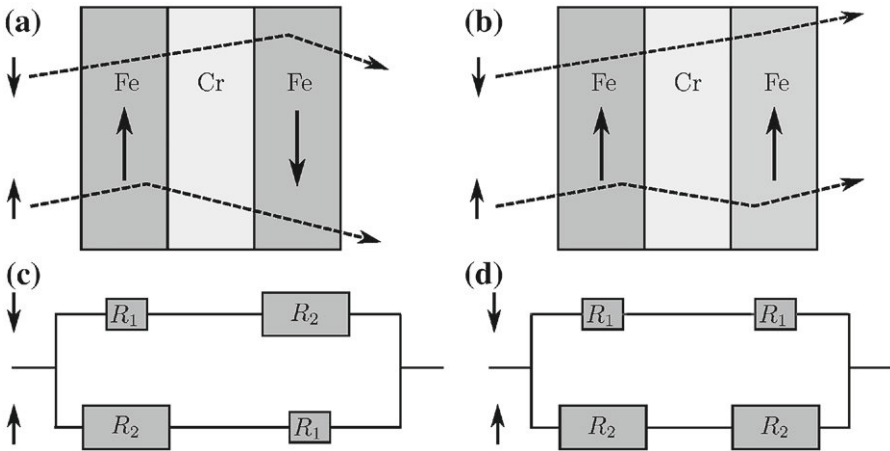 (a)
Fe Cr Fe
(b)
Fe Cr Fe
(c)
R₁ R₂
R₂ R₁
(d)
R₁ R₁
R₂ R₂